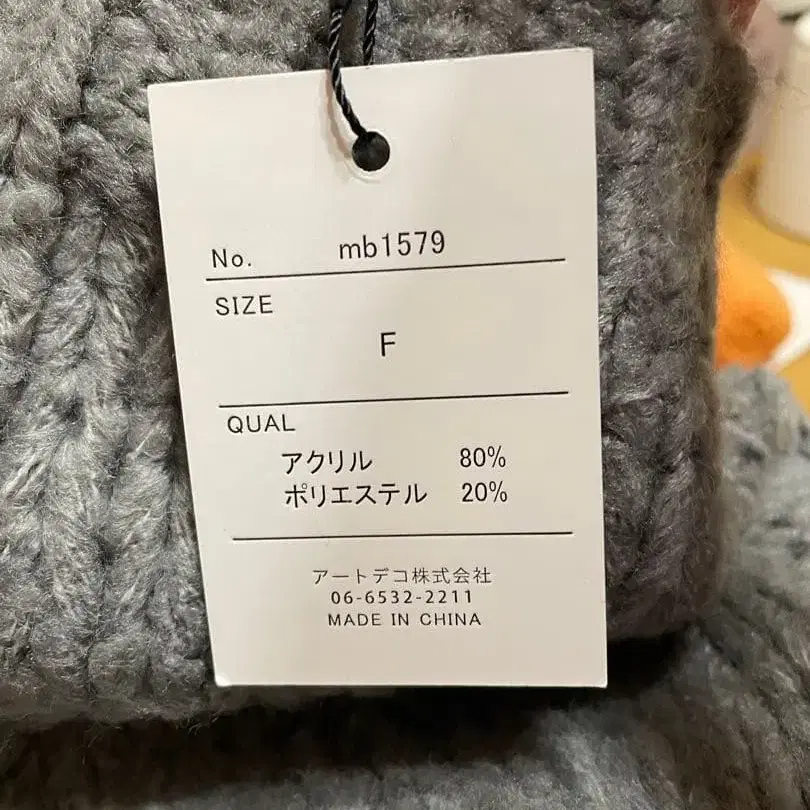 No. mb1579
SIZE
F
QUAL
アクリル 80%
ポリエステル 20%
アートデコ株式会社
06-6532-2211
MADE IN CHINA